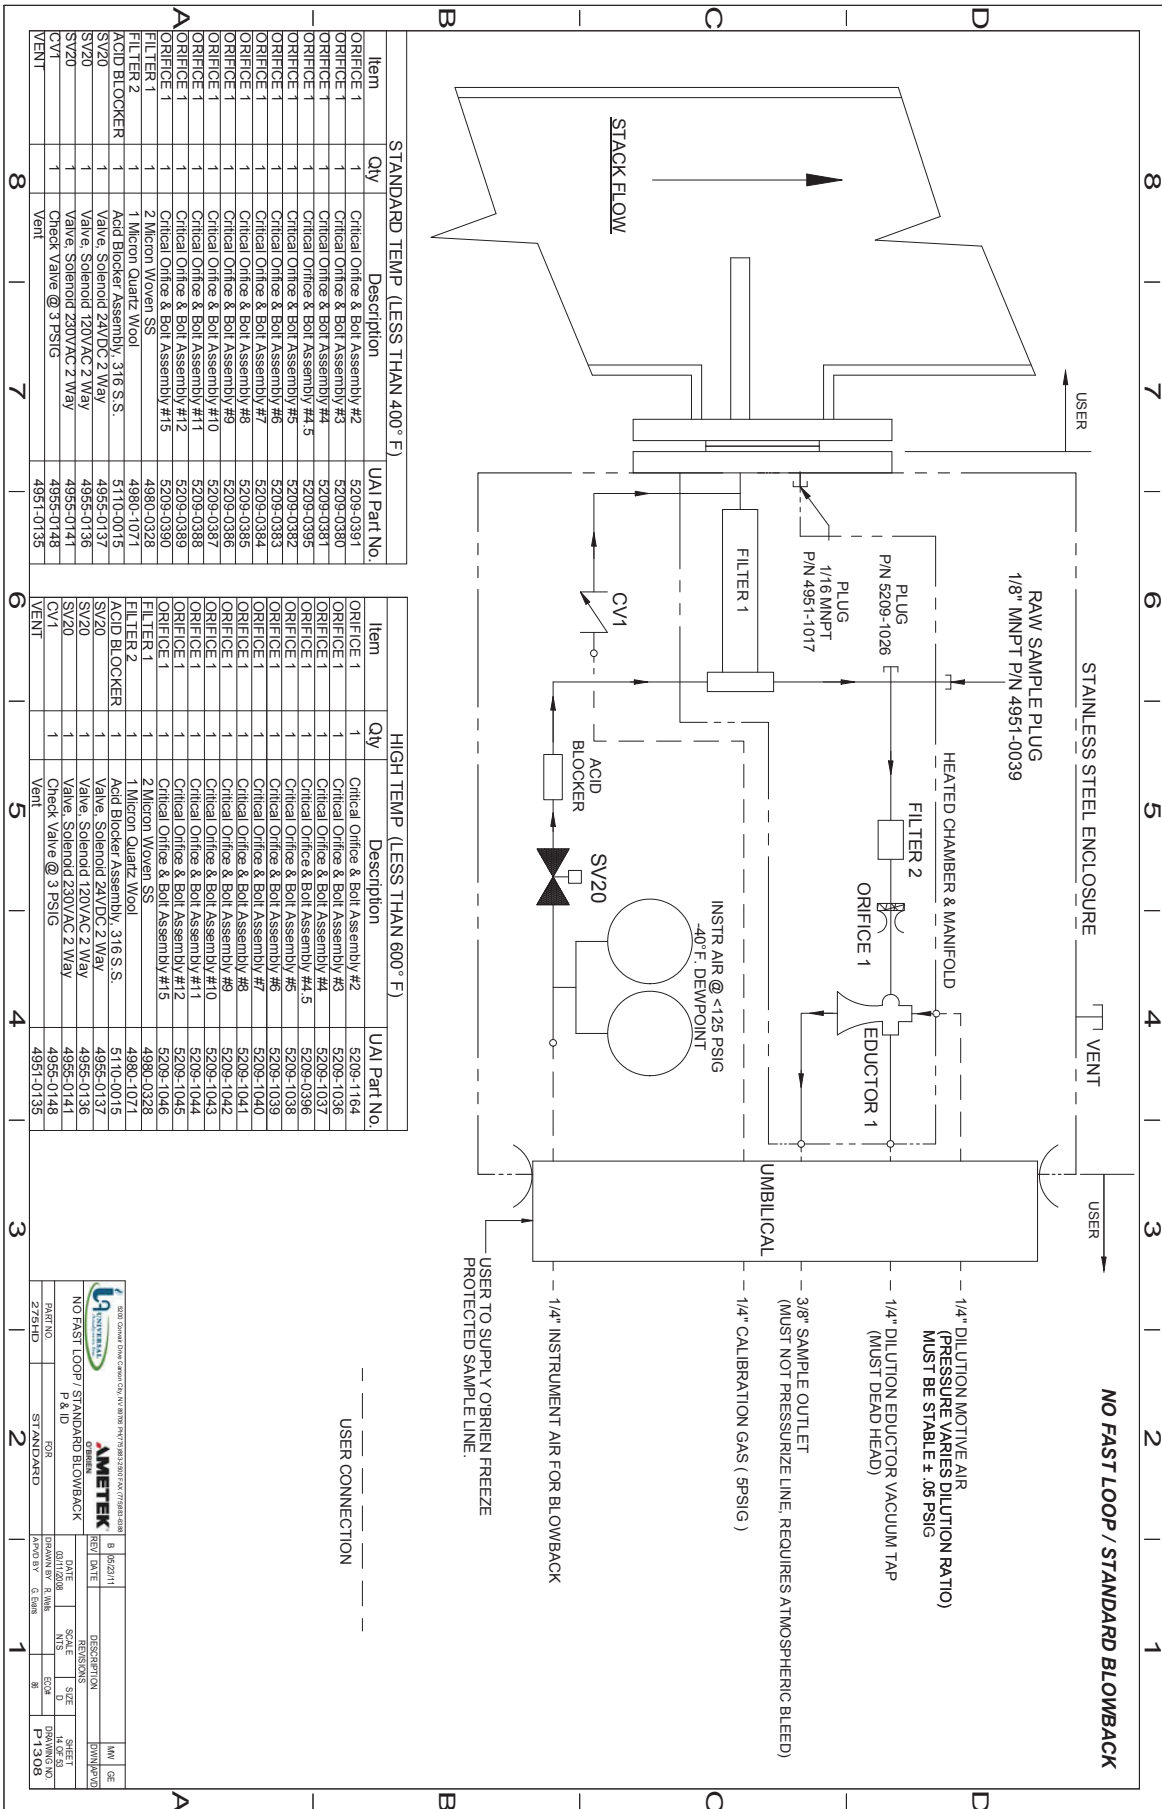 NO FAST LOOP / STANDARD BLOWBACK
8
7
6
5
4
3
2
1
D
C
B
A
STACK FLOW
USER
STAINLESS STEEL ENCLOSURE
VENT
USER
RAW SAMPLE PLUG
1/8" MNPT P/N 4951-0039
PLUG
P/N 5209-1026
PLUG
1/16 MNPT
P/N 4951-1017
HEATED CHAMBER & MANIFOLD
FILTER 1
FILTER 2
ORIFICE 1
EDUCTOR 1
CV1
ACID
BLOCKER
SV20
INSTR AIR @ <125 PSIG
-40°F. DEWPOINT
UMBILICAL
1/4" DILUTION MOTIVE AIR
(PRESSURE VARIES DILUTION RATIO)
MUST BE STABLE ± .05 PSIG
1/4" DILUTION EDUCTOR VACUUM TAP
(MUST DEAD HEAD)
3/8" SAMPLE OUTLET
(MUST NOT PRESSURIZE LINE, REQUIRES ATMOSPHERIC BLEED)
1/4" CALIBRATION GAS ( 5PSIG )
1/4" INSTRUMENT AIR FOR BLOWBACK
USER TO SUPPLY O'BRIEN FREEZE
PROTECTED SAMPLE LINE.
USER CONNECTION
STANDARD TEMP (LESS THAN 400° F)
Item Qty Description UAI Part No.
ORIFICE 1 1 Critical Orifice & Bolt Assembly #2 5209-0391
ORIFICE 1 1 Critical Orifice & Bolt Assembly #3 5209-0380
ORIFICE 1 1 Critical Orifice & Bolt Assembly #4 5209-0381
ORIFICE 1 1 Critical Orifice & Bolt Assembly #4.5 5209-0395
ORIFICE 1 1 Critical Orifice & Bolt Assembly #5 5209-0382
ORIFICE 1 1 Critical Orifice & Bolt Assembly #6 5209-0383
ORIFICE 1 1 Critical Orifice & Bolt Assembly #7 5209-0384
ORIFICE 1 1 Critical Orifice & Bolt Assembly #8 5209-0385
ORIFICE 1 1 Critical Orifice & Bolt Assembly #9 5209-0386
ORIFICE 1 1 Critical Orifice & Bolt Assembly #10 5209-0387
ORIFICE 1 1 Critical Orifice & Bolt Assembly #11 5209-0388
ORIFICE 1 1 Critical Orifice & Bolt Assembly #12 5209-0389
ORIFICE 1 1 Critical Orifice & Bolt Assembly #15 5209-0390
FILTER 1 1 2 Micron Woven SS 4980-0328
FILTER 2 1 1 Micron Quartz Wool 4980-1071
ACID BLOCKER 1 Acid Blocker Assembly, 316 S.S. 5110-0015
SV20 1 Valve, Solenoid 24VDC 2 Way 4955-0137
SV20 1 Valve, Solenoid 120VAC 2 Way 4955-0136
SV20 1 Valve, Solenoid 230VAC 2 Way 4955-0141
CV1 1 Check Valve @ 3 PSIG 4955-0148
VENT Vent 4951-0135
HIGH TEMP (LESS THAN 600° F)
Item Qty Description UAI Part No.
ORIFICE 1 1 Critical Orifice & Bolt Assembly #2 5209-1164
ORIFICE 1 1 Critical Orifice & Bolt Assembly #3 5209-1036
ORIFICE 1 1 Critical Orifice & Bolt Assembly #4 5209-1037
ORIFICE 1 1 Critical Orifice & Bolt Assembly #4.5 5209-0396
ORIFICE 1 1 Critical Orifice & Bolt Assembly #5 5209-1038
ORIFICE 1 1 Critical Orifice & Bolt Assembly #6 5209-1039
ORIFICE 1 1 Critical Orifice & Bolt Assembly #7 5209-1040
ORIFICE 1 1 Critical Orifice & Bolt Assembly #8 5209-1041
ORIFICE 1 1 Critical Orifice & Bolt Assembly #9 5209-1042
ORIFICE 1 1 Critical Orifice & Bolt Assembly #10 5209-1043
ORIFICE 1 1 Critical Orifice & Bolt Assembly #11 5209-1044
ORIFICE 1 1 Critical Orifice & Bolt Assembly #12 5209-1045
ORIFICE 1 1 Critical Orifice & Bolt Assembly #15 5209-1046
FILTER 1 1 2 Micron Woven SS 4980-0328
FILTER 2 1 1 Micron Quartz Wool 4980-1071
ACID BLOCKER 1 Acid Blocker Assembly, 316 S.S. 5110-0015
SV20 1 Valve, Solenoid 24VDC 2 Way 4955-0137
SV20 1 Valve, Solenoid 120VAC 2 Way 4955-0136
SV20 1 Valve, Solenoid 230VAC 2 Way 4955-0141
CV1 1 Check Valve @ 3 PSIG 4955-0148
VENT Vent 4951-0135
UNIVERSAL
AMETEK
O'BRIEN
NO FAST LOOP / STANDARD BLOWBACK
P & ID
PART NO. FOR
275HD STANDARD
B 05/23/11 MW GE
REV DATE DESCRIPTION DWN APVD
REVISIONS
DATE SCALE SIZE SHEET
03/11/2008 NTS D 14 OF 53
DRAWN BY R. Wells ECO# DRAWING NO.
APVD BY G. Evans 86 P1308
8
7
6
5
4
3
2
1
D
C
B
A